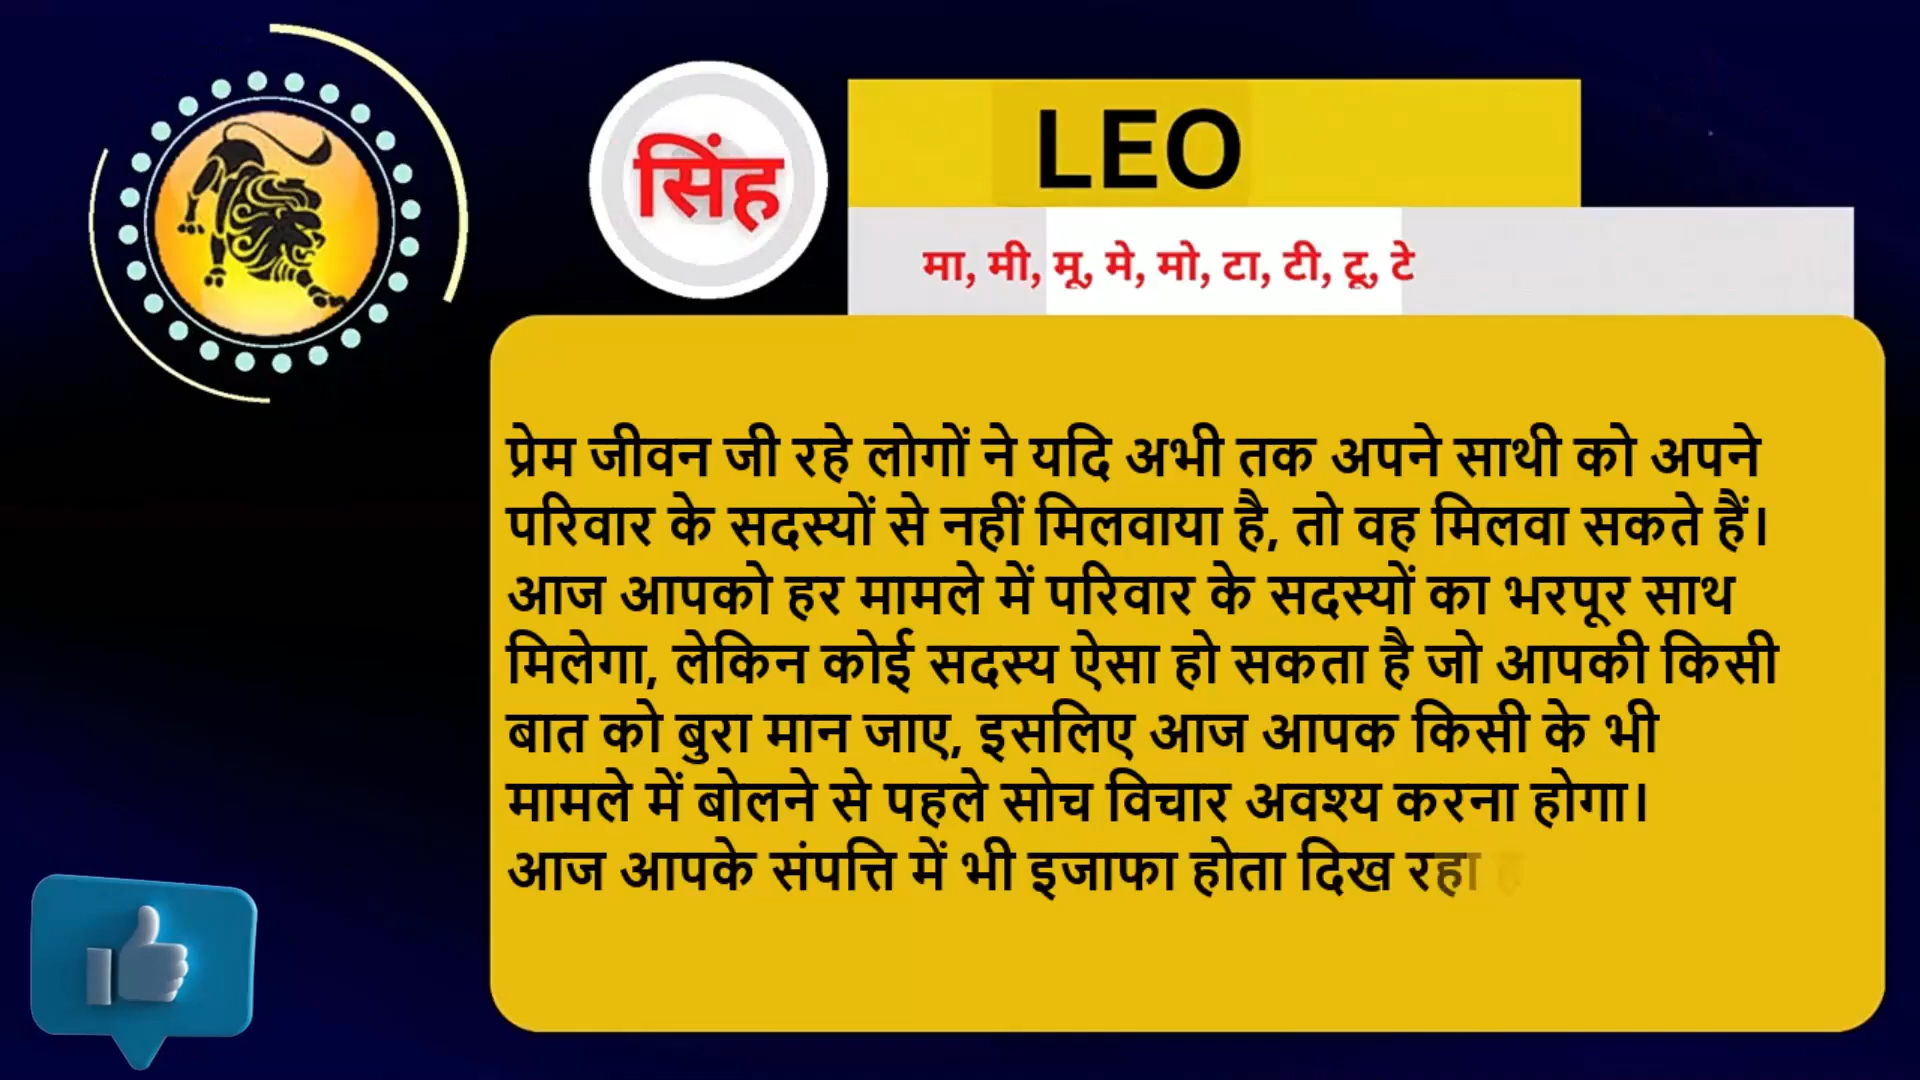 सिंह
LEO
मा, मी, मू, मे, मो, टा, टी, टू, टे
प्रेम जीवन जी रहे लोगों ने यदि अभी तक अपने साथी को अपने
परिवार के सदस्यों से नहीं मिलवाया है, तो वह मिलवा सकते हैं।
आज आपको हर मामले में परिवार के सदस्यों का भरपूर साथ
मिलेगा, लेकिन कोई सदस्य ऐसा हो सकता है जो आपकी किसी
बात को बुरा मान जाए, इसलिए आज आपक किसी के भी
मामले में बोलने से पहले सोच विचार अवश्य करना होगा।
आज आपके संपत्ति में भी इजाफा होता दिख रहा